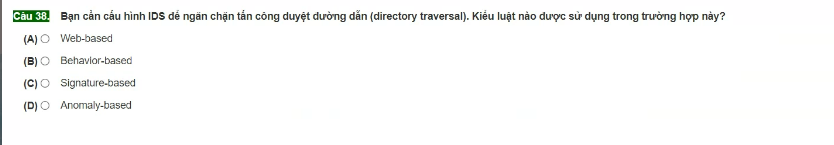 Câu 38. Bạn cần cấu hình IDS để ngăn chặn tấn công duyệt đường dẫn (directory traversal). Kiểu luật nào được sử dụng trong trường hợp này?
(A) Web-based
(B) Behavior-based
(C) Signature-based
(D) Anomaly-based